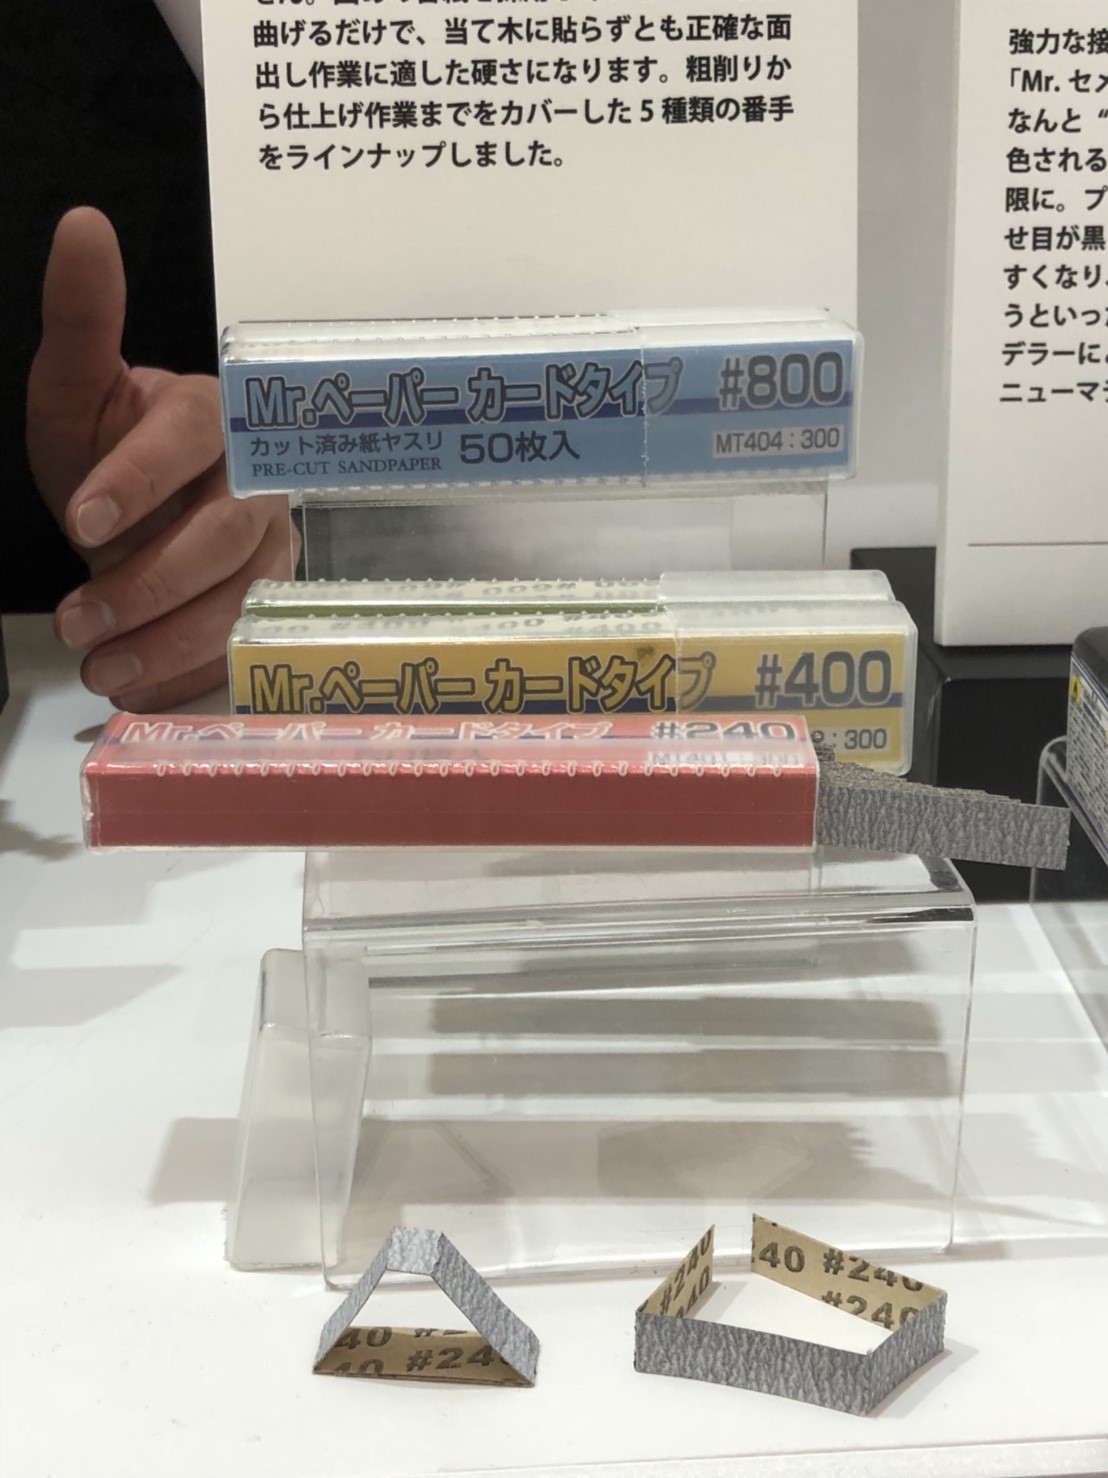 曲げるだけで、当て木に貼らずとも正確な面
出し作業に適した硬さになります。粗削りか
ら仕上げ作業までをカバーした5種類の番手
をラインナップしました。
強力な接
「Mr.セメ
なんと“
色される
限に。プ
せ目が黒
すくなり、
うといった
デラーに
ニューマ
Mr.ペーパー カードタイプ #800
カット済み紙ヤスリ 50枚入 MT404:300
PRE-CUT SANDPAPER
#600
#400 #400
Mr.ペーパー カードタイプ #400
:300
Mr.ペーパー カードタイプ #240
MT401:300
#240
40 #240
#240
40
40 #24